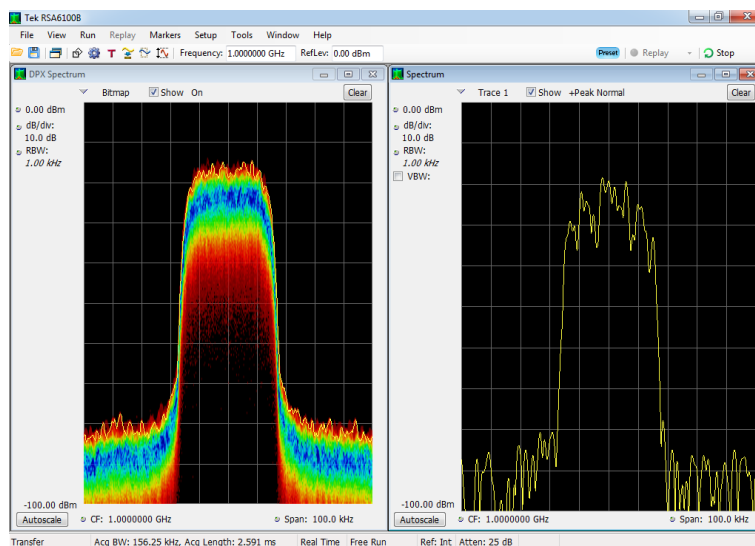 Tek RSA6100B
File View Run Replay Markers Setup Tools Window Help
T Frequency: 1.0000000 GHz RefLev: 0.00 dBm Preset Replay Stop
DPX Spectrum
Bitmap Show On Clear
0.00 dBm
dB/div:
10.0 dB
RBW:
1.00 kHz
-100.00 dBm
Autoscale CF: 1.0000000 GHz Span: 100.0 kHz
Spectrum
Trace 1 Show +Peak Normal Clear
0.00 dBm
dB/div:
10.0 dB
RBW:
1.00 kHz
VBW:
-100.00 dBm
Autoscale CF: 1.0000000 GHz Span: 100.0 kHz
Transfer Acq BW: 156.25 kHz, Acq Length: 2.591 ms Real Time Free Run Ref: Int Atten: 25 dB